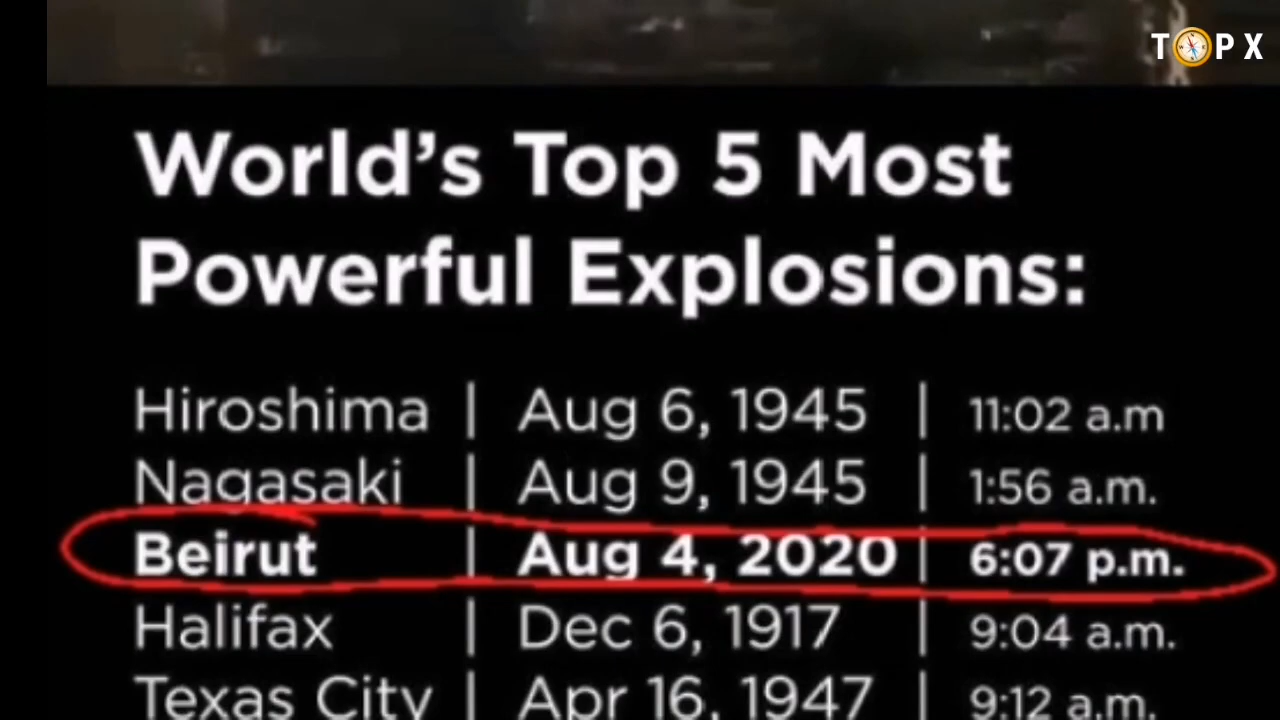 TOPX
World's Top 5 Most
Powerful Explosions:
Hiroshima | Aug 6, 1945 | 11:02 a.m
Nagasaki | Aug 9, 1945 | 1:56 a.m.
Beirut | Aug 4, 2020 | 6:07 p.m.
Halifax | Dec 6, 1917 | 9:04 a.m.
Texas City | Apr 16, 1947 | 9:12 a.m.